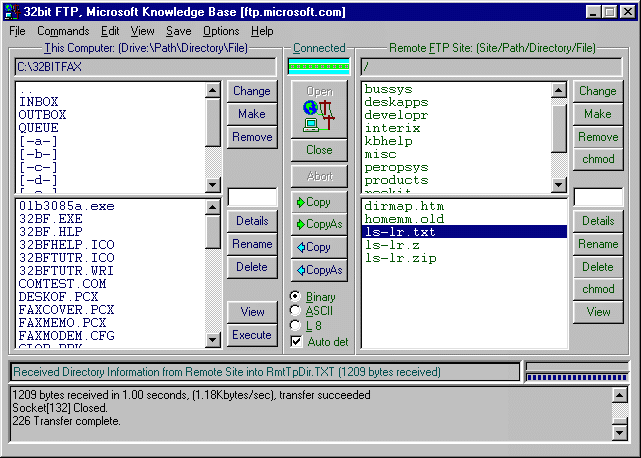 32bit FTP, Microsoft Knowledge Base [ftp.microsoft.com]
File Commands Edit View Save Options Help
This Computer: (Drive:\Path\Directory\File)
C:\32BITFAX
..
INBOX
OUTBOX
QUEUE
[-a-]
[-b-]
[-c-]
[-d-]
Change
Make
Remove
01b3085a.exe
32BF.EXE
32BF.HLP
32BFHELP.ICO
32BFTUTR.ICO
32BFTUTR.WRI
COMTEST.COM
DESKOF.PCX
FAXCOVER.PCX
FAXMEMO.PCX
FAXMODEM.CFG
Details
Rename
Delete
View
Execute
Connected
Open
Close
Abort
Copy
CopyAs
Copy
CopyAs
Binary
ASCII
L 8
Auto det
Remote FTP Site: (Site/Path/Directory/File)
/
bussys
deskapps
developr
interix
kbhelp
misc
peropsys
products
Change
Make
Remove
chmod
dirmap.htm
homemm.old
ls-lr.txt
ls-lr.z
ls-lr.zip
Details
Rename
Delete
chmod
View
Received Directory Information from Remote Site into RmtTpDir.TXT (1209 bytes received)
1209 bytes received in 1.00 seconds, (1.18Kbytes/sec), transfer succeeded
Socket[132] Closed.
226 Transfer complete.